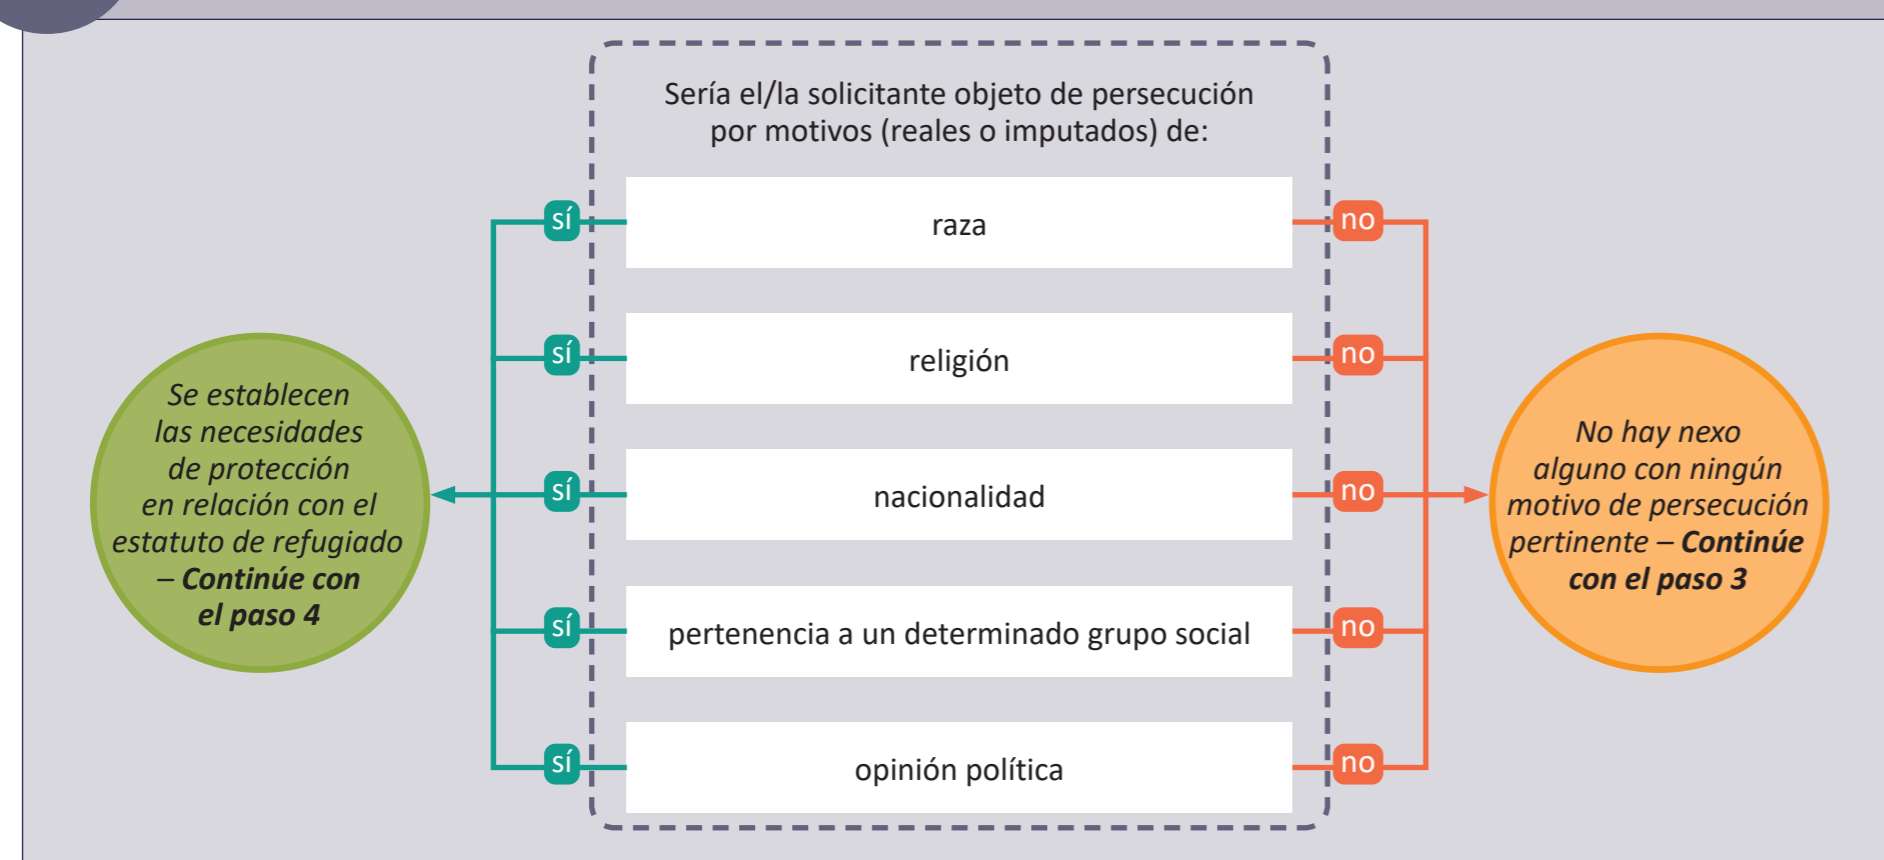 Sería el/la solicitante objeto de persecución
por motivos (reales o imputados) de:
sí
raza
no
sí
religión
no
sí
nacionalidad
no
sí
pertenencia a un determinado grupo social
no
sí
opinión política
no
Se establecen
las necesidades
de protección
en relación con el
estatuto de refugiado
– Continúe con
el paso 4
No hay nexo
alguno con ningún
motivo de persecución
pertinente – Continúe
con el paso 3